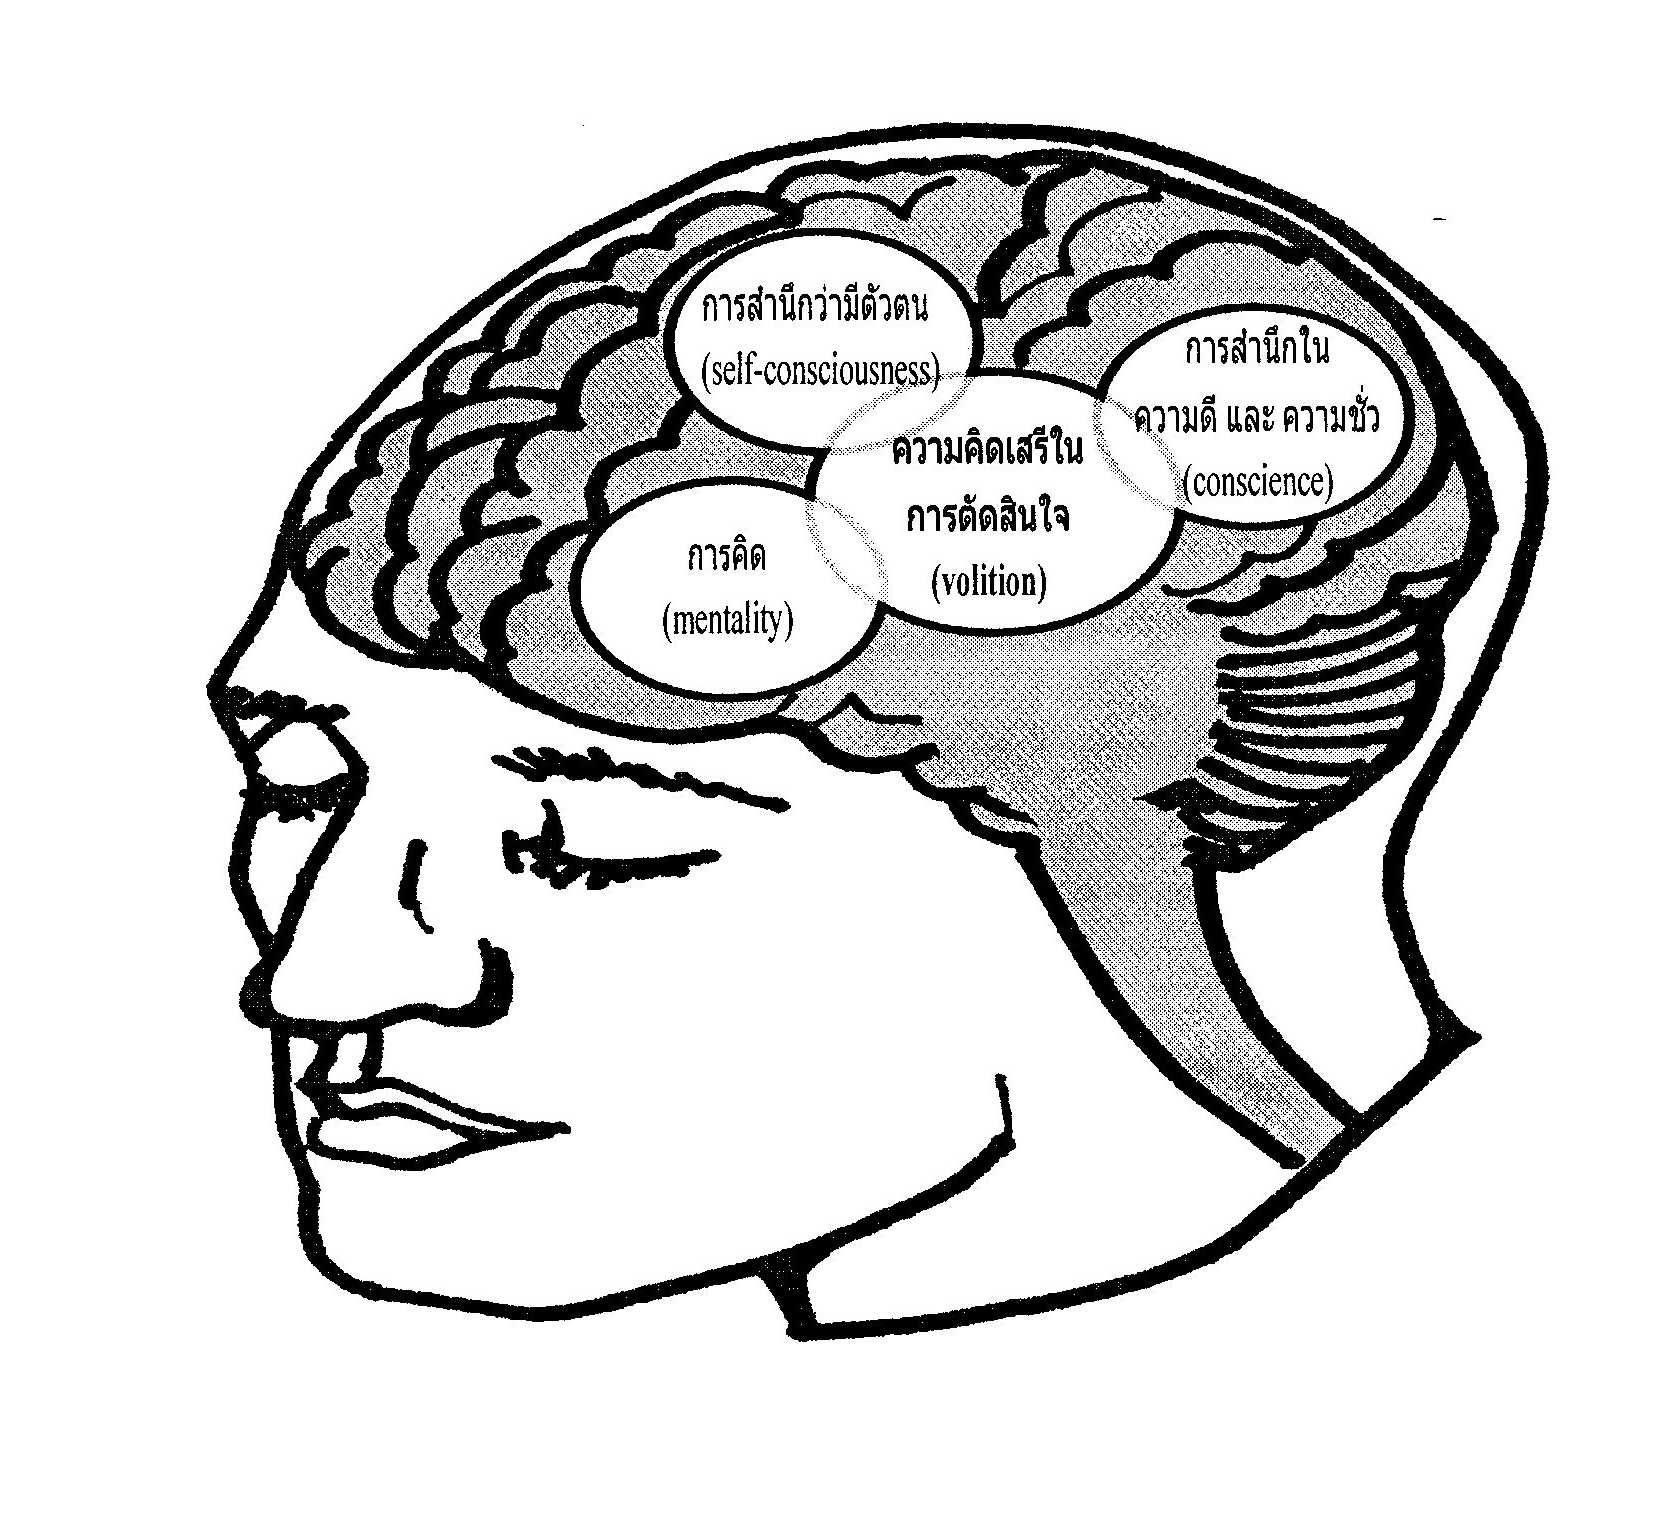 การสำนึกว่ามีตัวตน
(self-consciousness)
การสำนึกใน
ความดี และ ความชั่ว
(conscience)
ความคิดเสรีใน
การตัดสินใจ
(volition)
การคิด
(mentality)